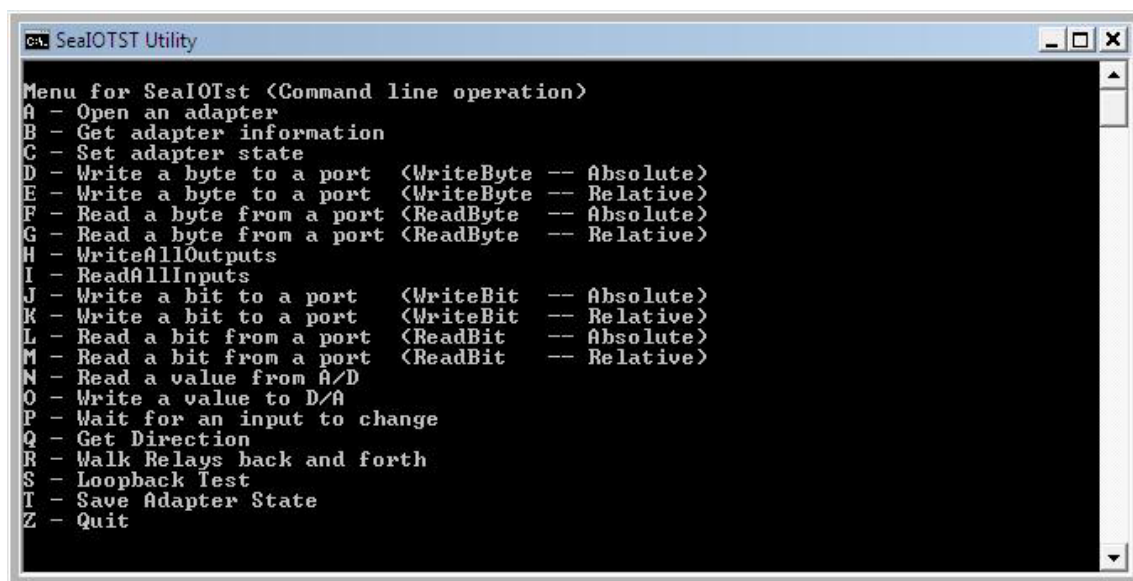 SeaIOTST Utility
Menu for SeaIOTst (Command line operation)
A - Open an adapter
B - Get adapter information
C - Set adapter state
D - Write a byte to a port  (WriteByte -- Absolute)
E - Write a byte to a port  (WriteByte -- Relative)
F - Read a byte from a port (ReadByte  -- Absolute)
G - Read a byte from a port (ReadByte  -- Relative)
H - WriteAllOutputs
I - ReadAllInputs
J - Write a bit to a port   (WriteBit  -- Absolute)
K - Write a bit to a port   (WriteBit  -- Relative)
L - Read a bit from a port  (ReadBit   -- Absolute)
M - Read a bit from a port  (ReadBit   -- Relative)
N - Read a value from A/D
O - Write a value to D/A
P - Wait for an input to change
Q - Get Direction
R - Walk Relays back and forth
S - Loopback Test
T - Save Adapter State
Z - Quit